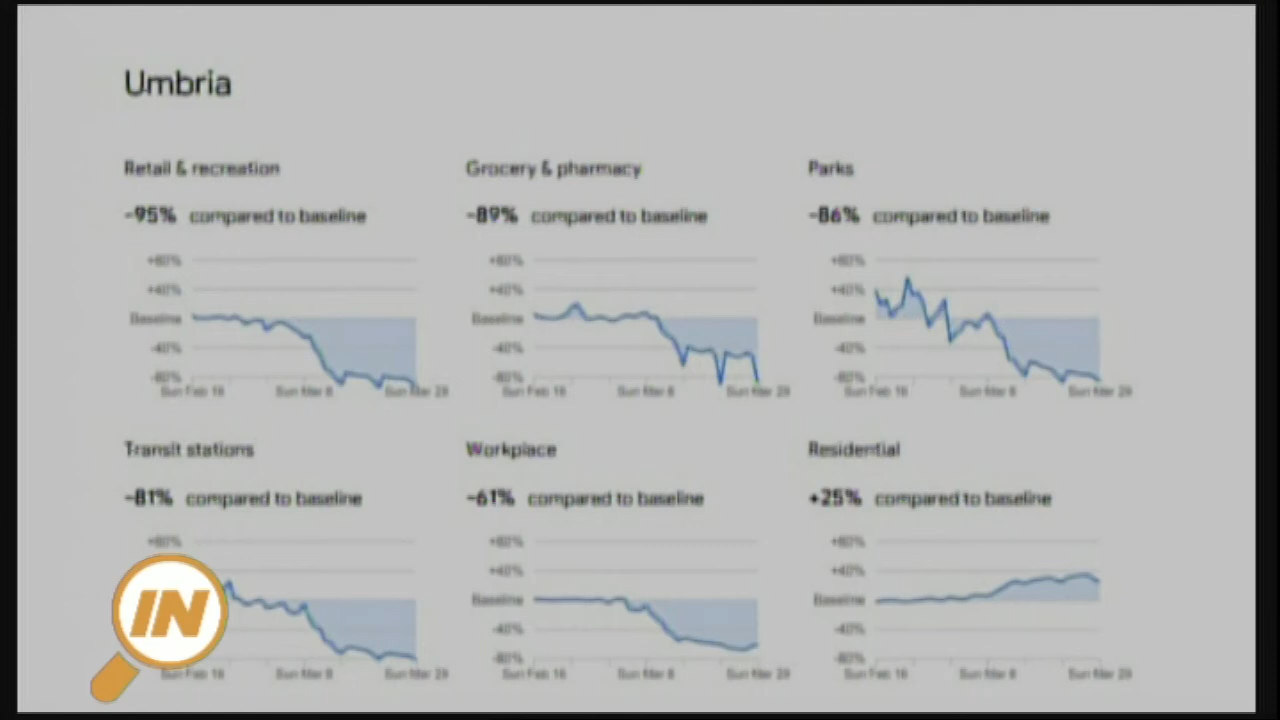 Umbria
Retail & recreation
-95% compared to baseline
+80%
+40%
Baseline
-40%
-80%
Sun Feb 16 Sun Mar 8 Sun Mar 29
Grocery & pharmacy
-89% compared to baseline
+80%
+40%
Baseline
-40%
-80%
Sun Feb 16 Sun Mar 8 Sun Mar 29
Parks
-86% compared to baseline
+80%
+40%
Baseline
-40%
-80%
Sun Feb 16 Sun Mar 8 Sun Mar 29
Transit stations
-81% compared to baseline
+80%
Sun Feb 16 Sun Mar 8 Sun Mar 29
Workplace
-61% compared to baseline
+80%
+40%
Baseline
-40%
-80%
Sun Feb 16 Sun Mar 8 Sun Mar 29
Residential
+25% compared to baseline
+80%
+40%
Baseline
-40%
-80%
Sun Feb 16 Sun Mar 8 Sun Mar 29
IN